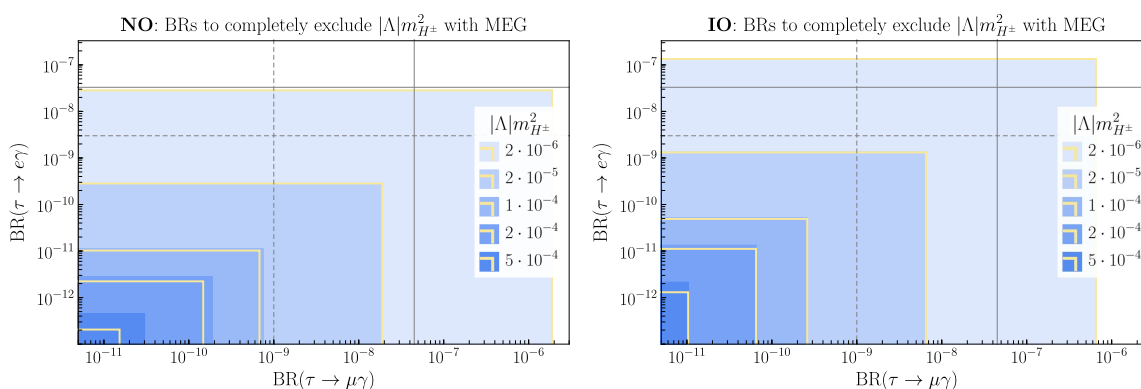 NO: BRs to completely exclude |Λ|m²_{H±} with MEG
10⁻⁷
10⁻⁸
10⁻⁹
10⁻¹⁰
10⁻¹¹
10⁻¹²
BR(τ → eγ)
|Λ|m²_{H±}
2 · 10⁻⁶
2 · 10⁻⁵
1 · 10⁻⁴
2 · 10⁻⁴
5 · 10⁻⁴
10⁻¹¹ 10⁻¹⁰ 10⁻⁹ 10⁻⁸ 10⁻⁷ 10⁻⁶
BR(τ → μγ)
IO: BRs to completely exclude |Λ|m²_{H±} with MEG
10⁻⁷
10⁻⁸
10⁻⁹
10⁻¹⁰
10⁻¹¹
10⁻¹²
BR(τ → eγ)
|Λ|m²_{H±}
2 · 10⁻⁶
2 · 10⁻⁵
1 · 10⁻⁴
2 · 10⁻⁴
5 · 10⁻⁴
10⁻¹¹ 10⁻¹⁰ 10⁻⁹ 10⁻⁸ 10⁻⁷ 10⁻⁶
BR(τ → μγ)